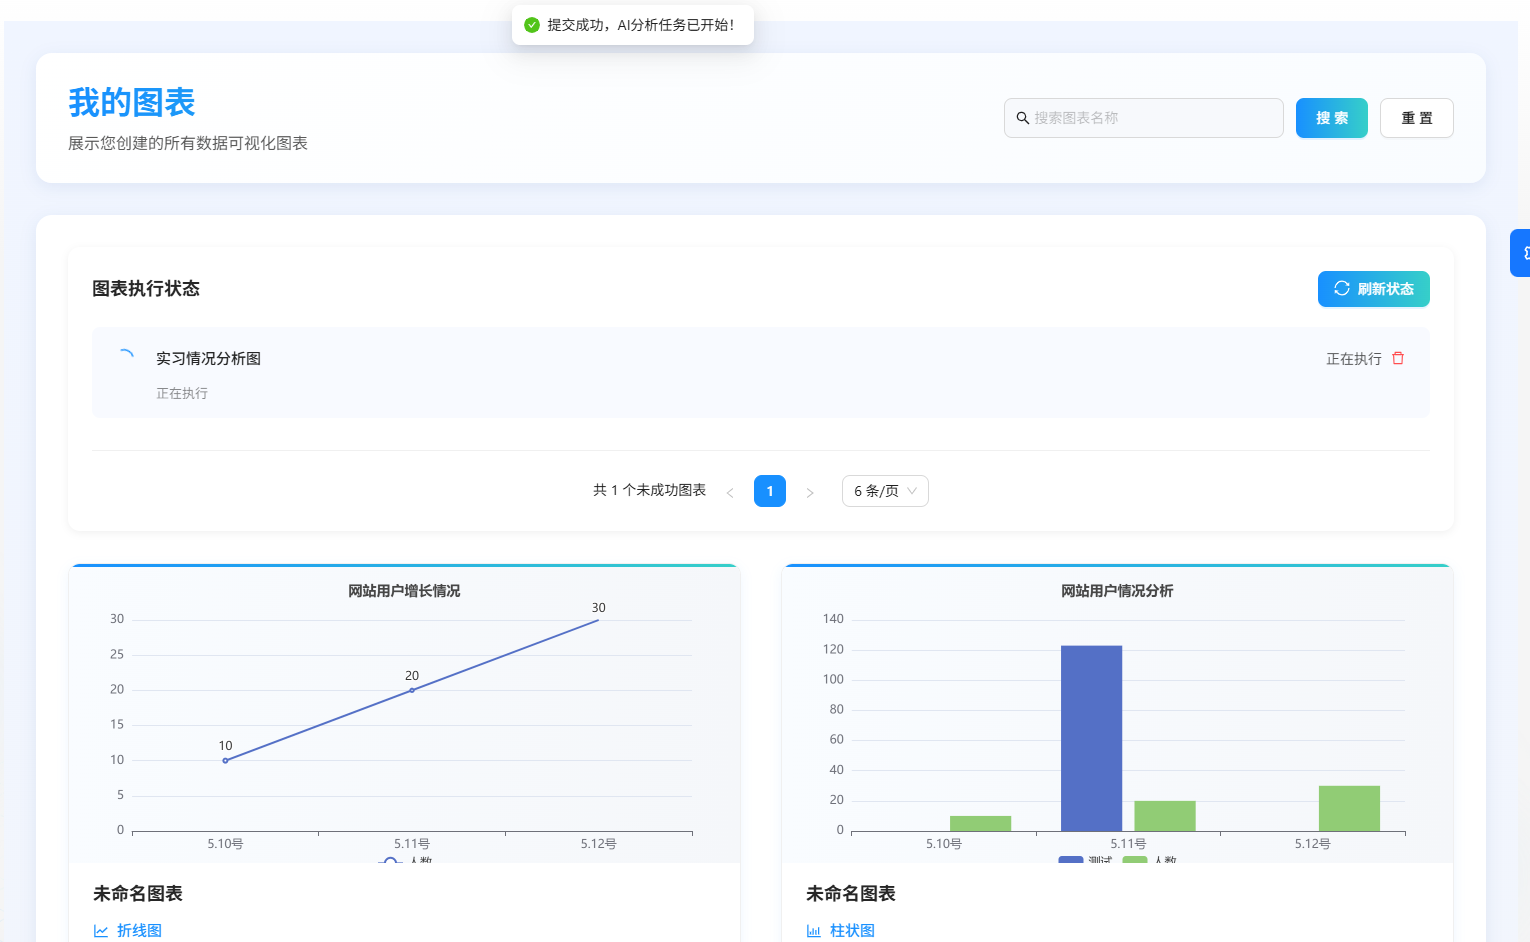 提交成功，AI分析任务已开始！
我的图表
展示您创建的所有数据可视化图表
搜索图表名称
搜 索
重 置
图表执行状态
刷新状态
实习情况分析图
正在执行
正在执行
共 1 个未成功图表
1
6 条/页
网站用户增长情况
30
25
20
15
10
5
0
10
20
30
5.10号
5.11号
5.12号
人数
未命名图表
折线图
网站用户情况分析
140
120
100
80
60
40
20
0
5.10号
5.11号
5.12号
测试
人数
未命名图表
柱状图